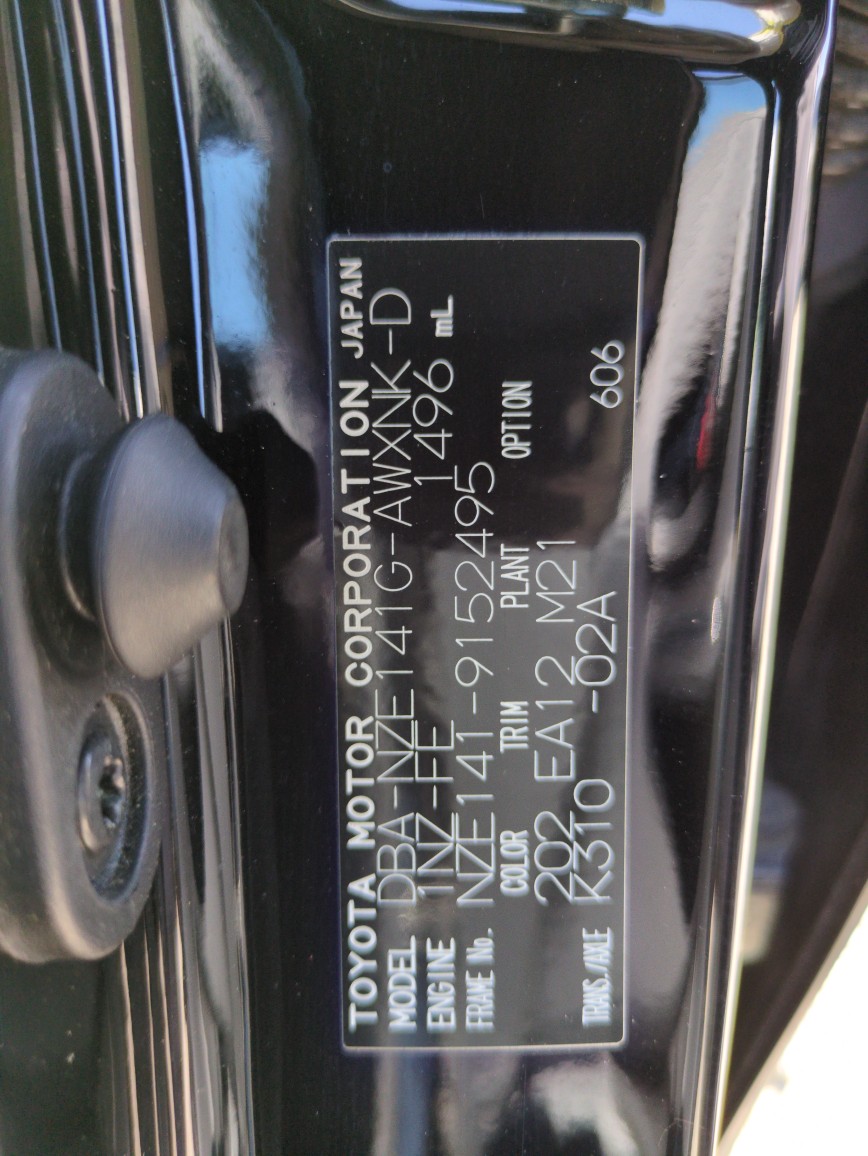 TOYOTA MOTOR CORPORATION JAPAN
MODEL DBA-NZE141G-AWXNK-D
ENGINE 1NZ-FE 1496 mL
FRAME No. NZE141-9152495
COLOR TRIM PLANT OPTION
202 EA12 M21
TRANS./AXLE K310 -02A 606